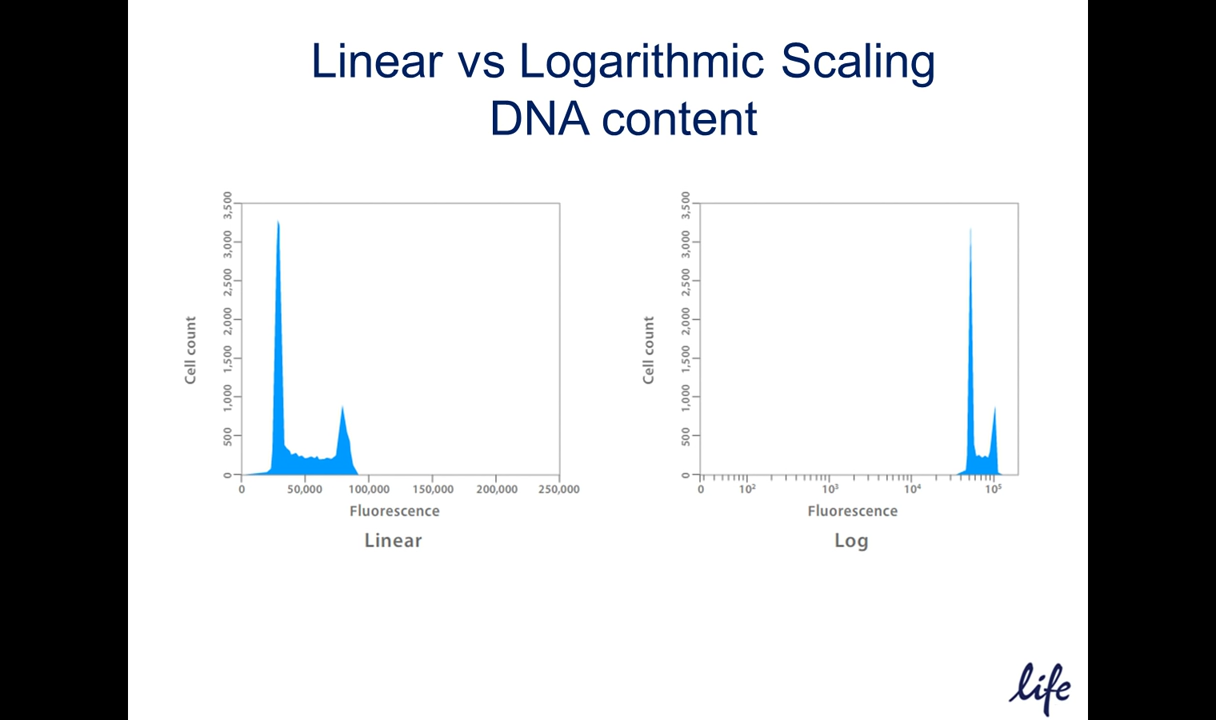 Linear vs Logarithmic Scaling
DNA content
3,500
3,000
2,500
2,000
1,500
1,000
500
0
Cell count
0 50,000 100,000 150,000 200,000 250,000
Fluorescence
Linear
3,500
3,000
2,500
2,000
1,500
1,000
500
0
Cell count
0 10² 10³ 10⁴ 10⁵
Fluorescence
Log
life